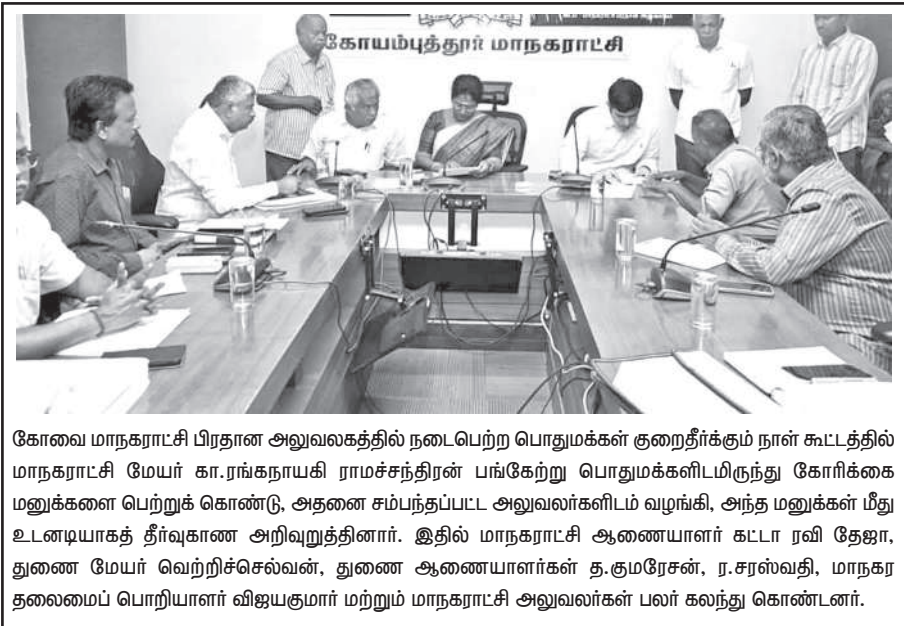 கோயம்புத்தூர் மாநகராட்சி
கோவை மாநகராட்சி பிரதான அலுவலகத்தில் நடைபெற்ற பொதுமக்கள் குறைதீர்க்கும் நாள் கூட்டத்தில்
மாநகராட்சி மேயர் கா.ரங்கநாயகி ராமச்சந்திரன் பங்கேற்று பொதுமக்களிடமிருந்து கோரிக்கை
மனுக்களை பெற்றுக் கொண்டு, அதனை சம்பந்தப்பட்ட அலுவலர்களிடம் வழங்கி, அந்த மனுக்கள் மீது
உடனடியாகத் தீர்வுகாண அறிவுறுத்தினார். இதில் மாநகராட்சி ஆணையாளர் கட்டா ரவி தேஜா,
துணை மேயர் வெற்றிச்செல்வன், துணை ஆணையாளர்கள் த.குமரேசன், ர.சரஸ்வதி, மாநகர
தலைமைப் பொறியாளர் விஜயகுமார் மற்றும் மாநகராட்சி அலுவலர்கள் பலர் கலந்து கொண்டனர்.